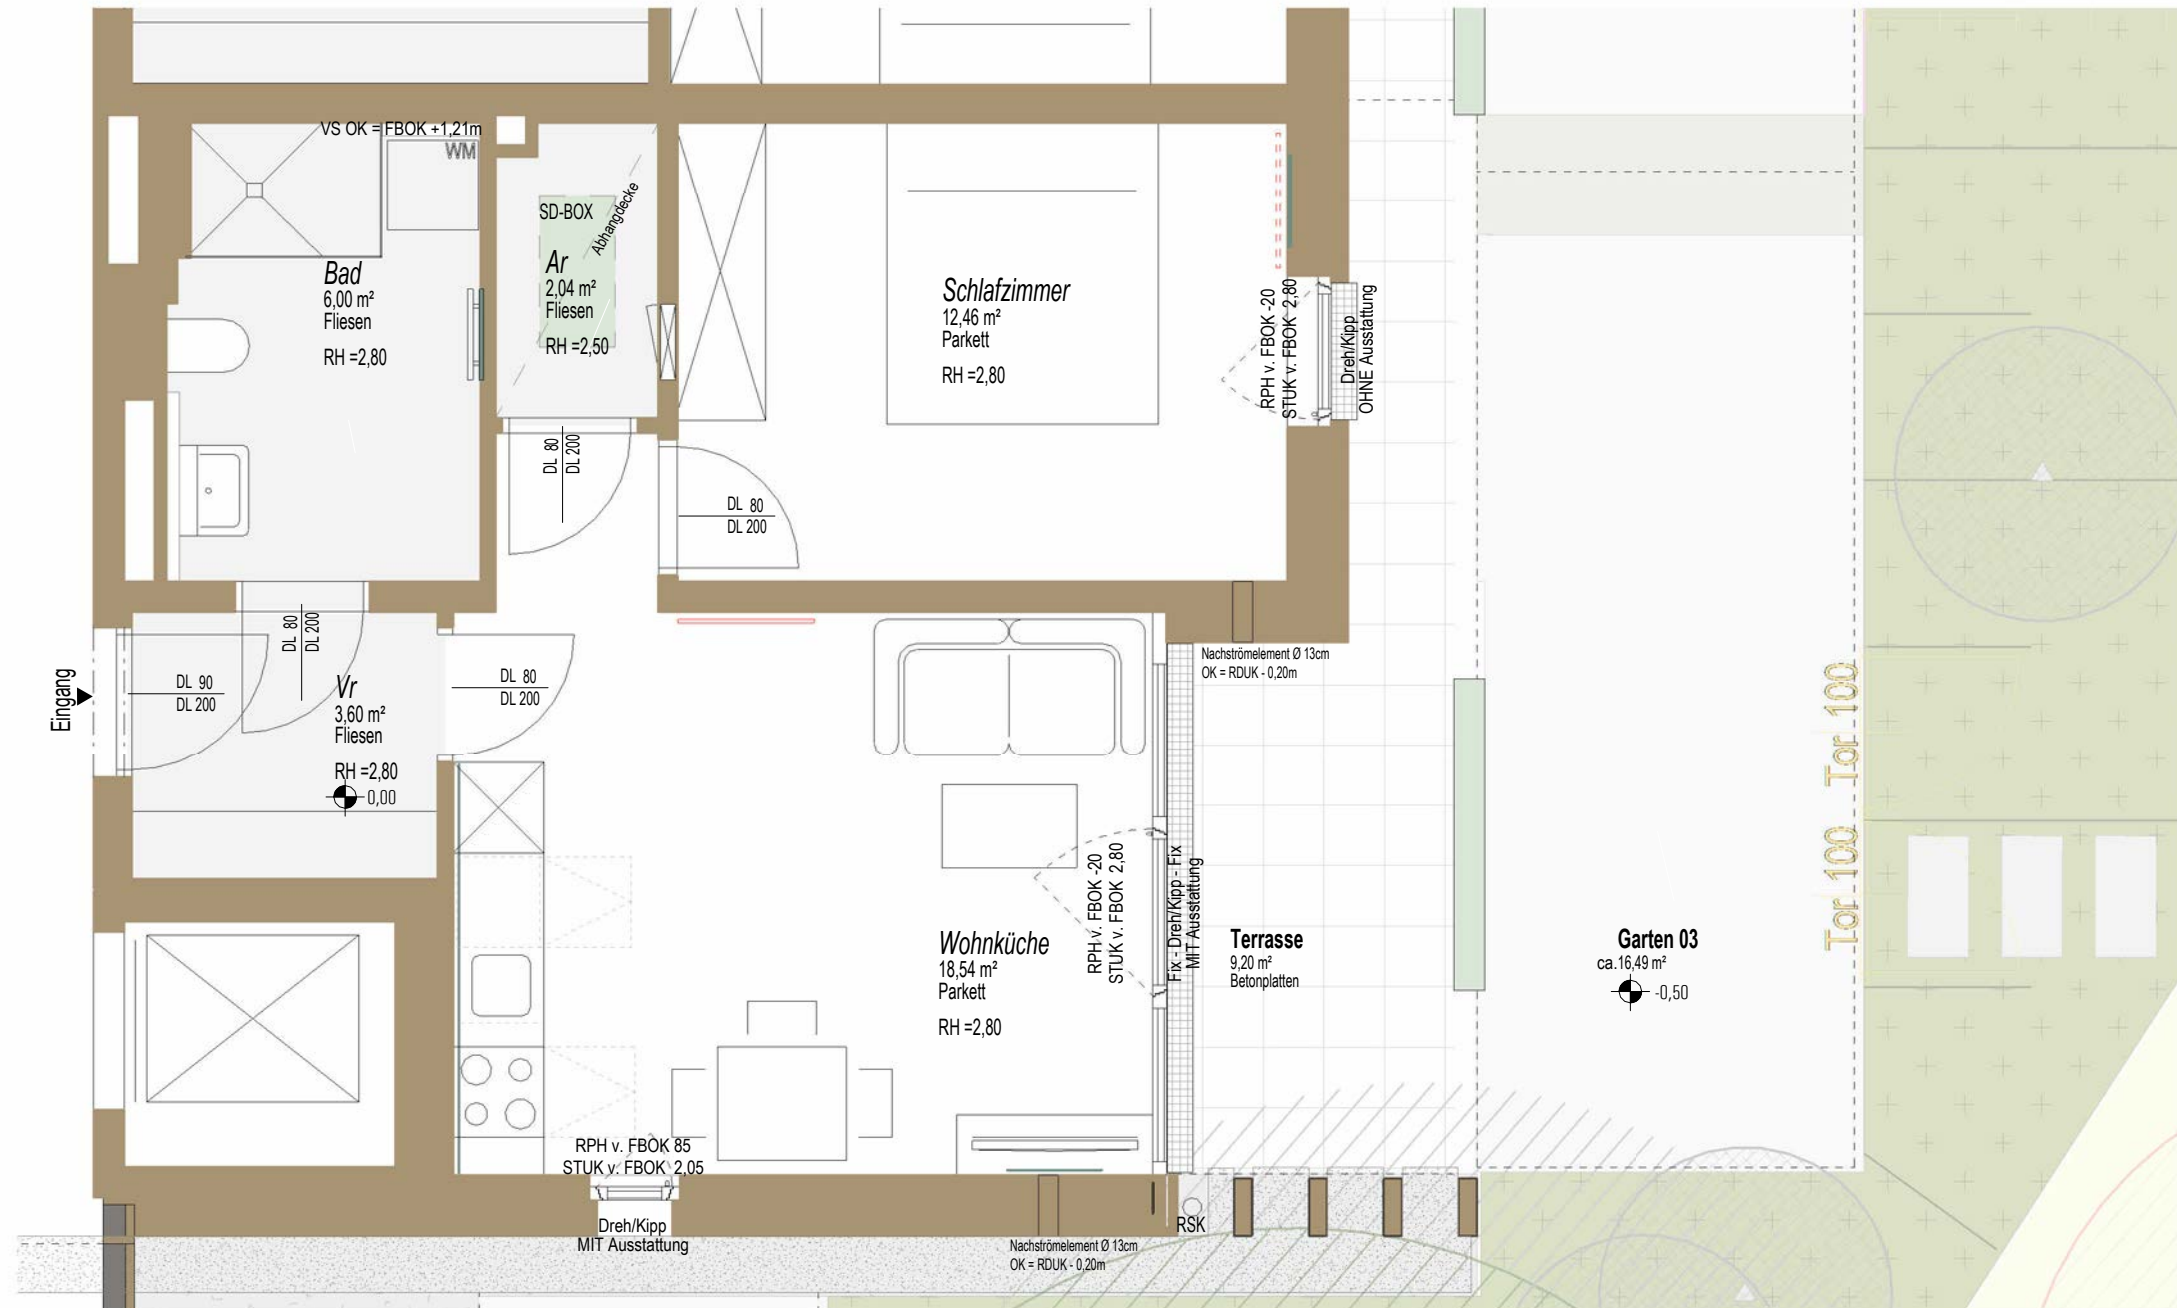 VS OK = FBOK +1,21m
WM
Bad
6,00 m²
Fliesen
RH =2,80
SD-BOX
Abhangdecke
Ar
2,04 m²
Fliesen
RH =2,50
Schlafzimmer
12,46 m²
Parkett
RH =2,80
RPH v. FBOK -20
STUK v. FBOK 2,80
Dreh/Kipp
OHNE Ausstattung
DL 80
DL 200
DL 80
DL 200
DL 80
DL 200
Eingang
DL 90
DL 200
Vr
3,60 m²
Fliesen
RH =2,80
0,00
DL 80
DL 200
Nachströmelement Ø 13cm
OK = RDUK - 0,20m
Wohnküche
18,54 m²
Parkett
RH =2,80
RPH v. FBOK -20
STUK v. FBOK 2,80
Fix - Dreh/Kipp - Fix
MIT Ausstattung
Terrasse
9,20 m²
Betonplatten
Garten 03
ca.16,49 m²
-0,50
Tor 100
Tor 100
RPH v. FBOK 85
STUK v. FBOK 2,05
Dreh/Kipp
MIT Ausstattung
Nachströmelement Ø 13cm
OK = RDUK - 0,20m
RSK